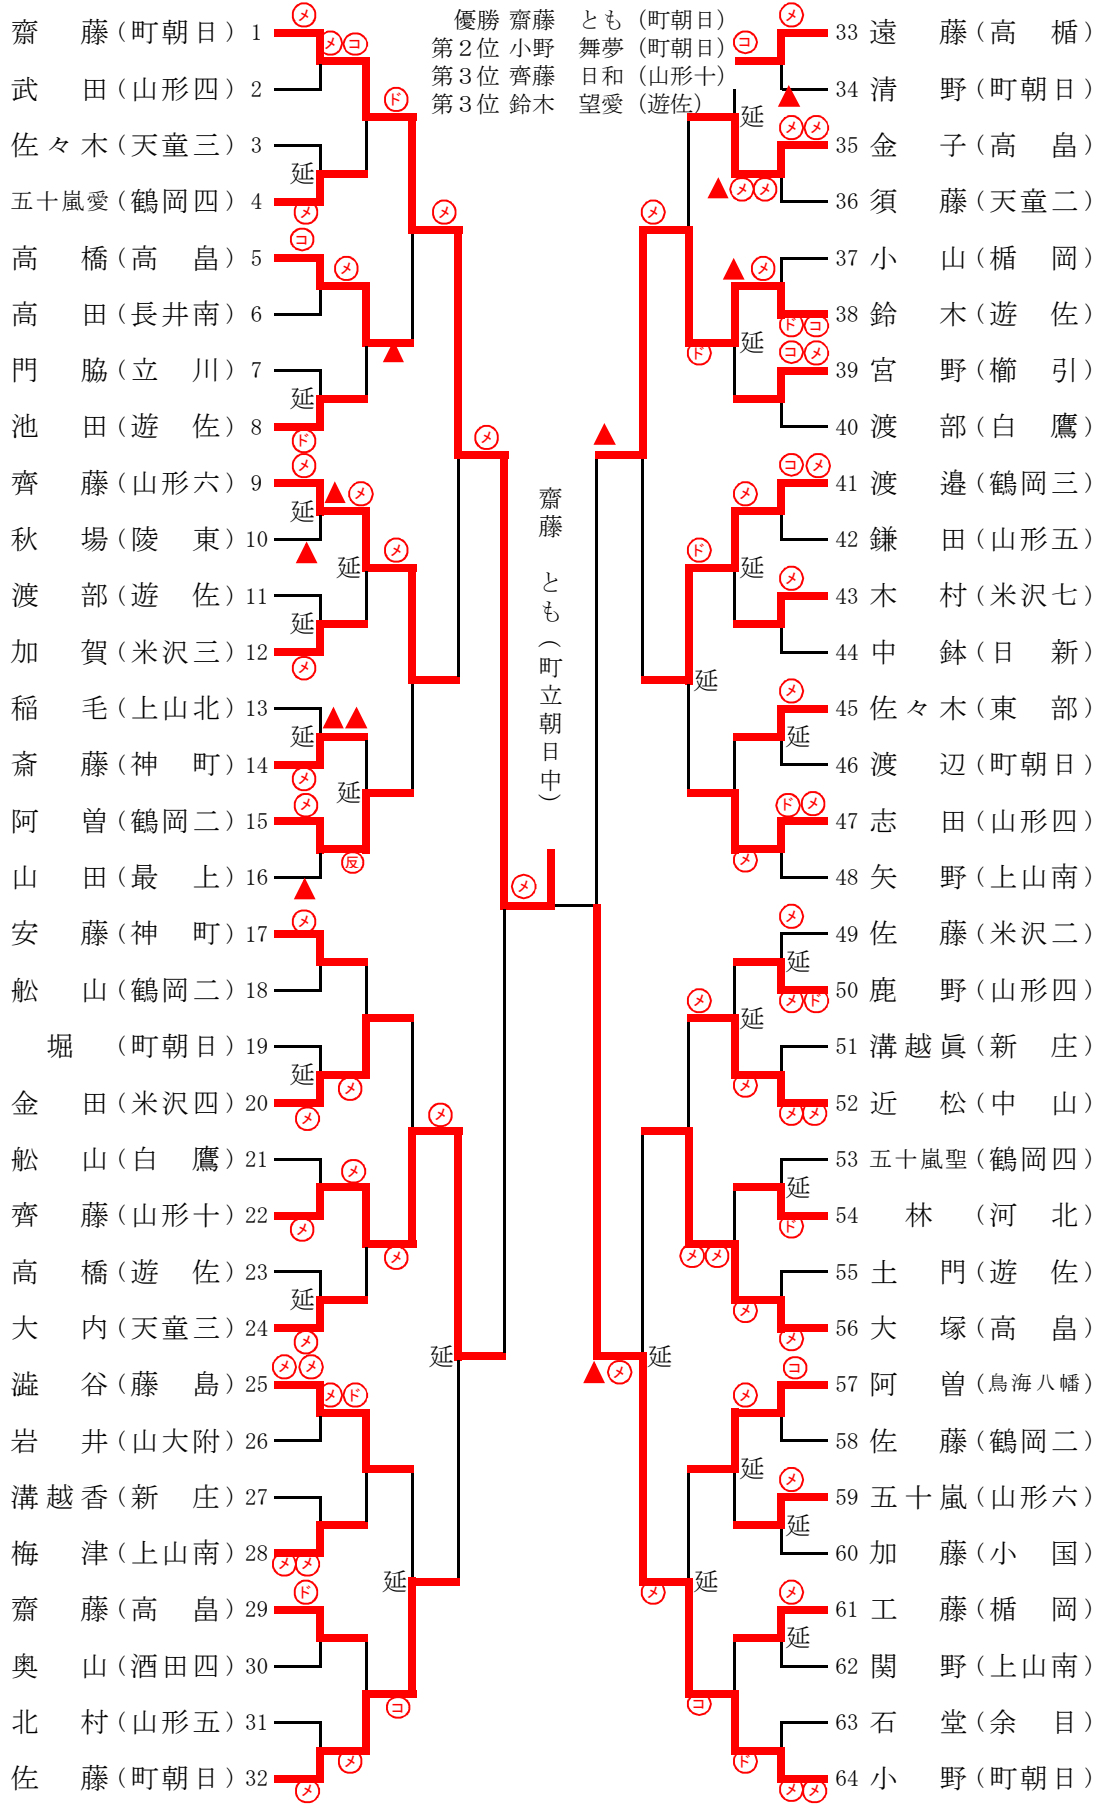 優勝 齋藤 とも (町朝日)
第2位 小野 舞夢 (町朝日)
第3位 齊藤 日和 (山形十)
第3位 鈴木 望愛 (遊佐)
齋藤(町朝日) 1
武田(山形四) 2
佐々木(天童三) 3
五十嵐愛(鶴岡四) 4
高橋(高畠) 5
高田(長井南) 6
門脇(立川) 7
池田(遊佐) 8
齊藤(山形六) 9
秋場(陵東) 10
渡部(遊佐) 11
加賀(米沢三) 12
稲毛(上山北) 13
斎藤(神町) 14
阿曽(鶴岡二) 15
山田(最上) 16
安藤(神町) 17
舩山(鶴岡二) 18
堀(町朝日) 19
金田(米沢四) 20
舩山(白鷹) 21
齊藤(山形十) 22
高橋(遊佐) 23
大内(天童三) 24
澁谷(藤島) 25
岩井(山大附) 26
溝越香(新庄) 27
梅津(上山南) 28
齋藤(高畠) 29
奥山(酒田四) 30
北村(山形五) 31
佐藤(町朝日) 32
齋藤 とも(町立朝日中)
33 遠藤(高楯)
34 清野(町朝日)
35 金子(高畠)
36 須藤(天童二)
37 小山(楯岡)
38 鈴木(遊佐)
39 宮野(櫛引)
40 渡部(白鷹)
41 渡邉(鶴岡三)
42 鎌田(山形五)
43 木村(米沢七)
44 中鉢(日新)
45 佐々木(東部)
46 渡辺(町朝日)
47 志田(山形四)
48 矢野(上山南)
49 佐藤(米沢二)
50 鹿野(山形四)
51 溝越眞(新庄)
52 近松(中山)
53 五十嵐聖(鶴岡四)
54 林(河北)
55 土門(遊佐)
56 大塚(高畠)
57 阿曽(鳥海八幡)
58 佐藤(鶴岡二)
59 五十嵐(山形六)
60 加藤(小国)
61 工藤(楯岡)
62 関野(上山南)
63 石堂(余目)
64 小野(町朝日)